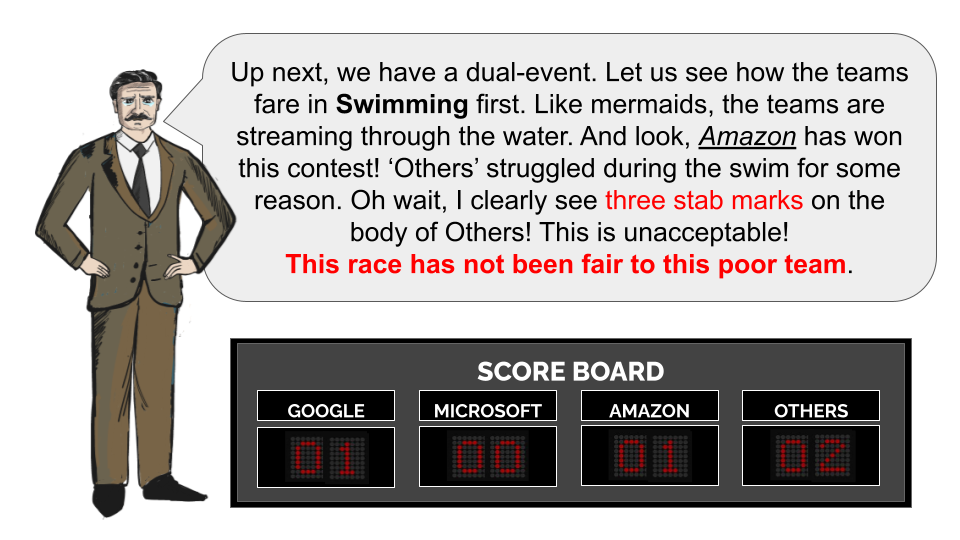 Up next, we have a dual-event. Let us see how the teams
fare in Swimming first. Like mermaids, the teams are
streaming through the water. And look, Amazon has won
this contest! ‘Others’ struggled during the swim for some
reason. Oh wait, I clearly see three stab marks on the
body of Others! This is unacceptable!
This race has not been fair to this poor team.
SCORE BOARD
GOOGLE MICROSOFT AMAZON OTHERS
01 00 01 02